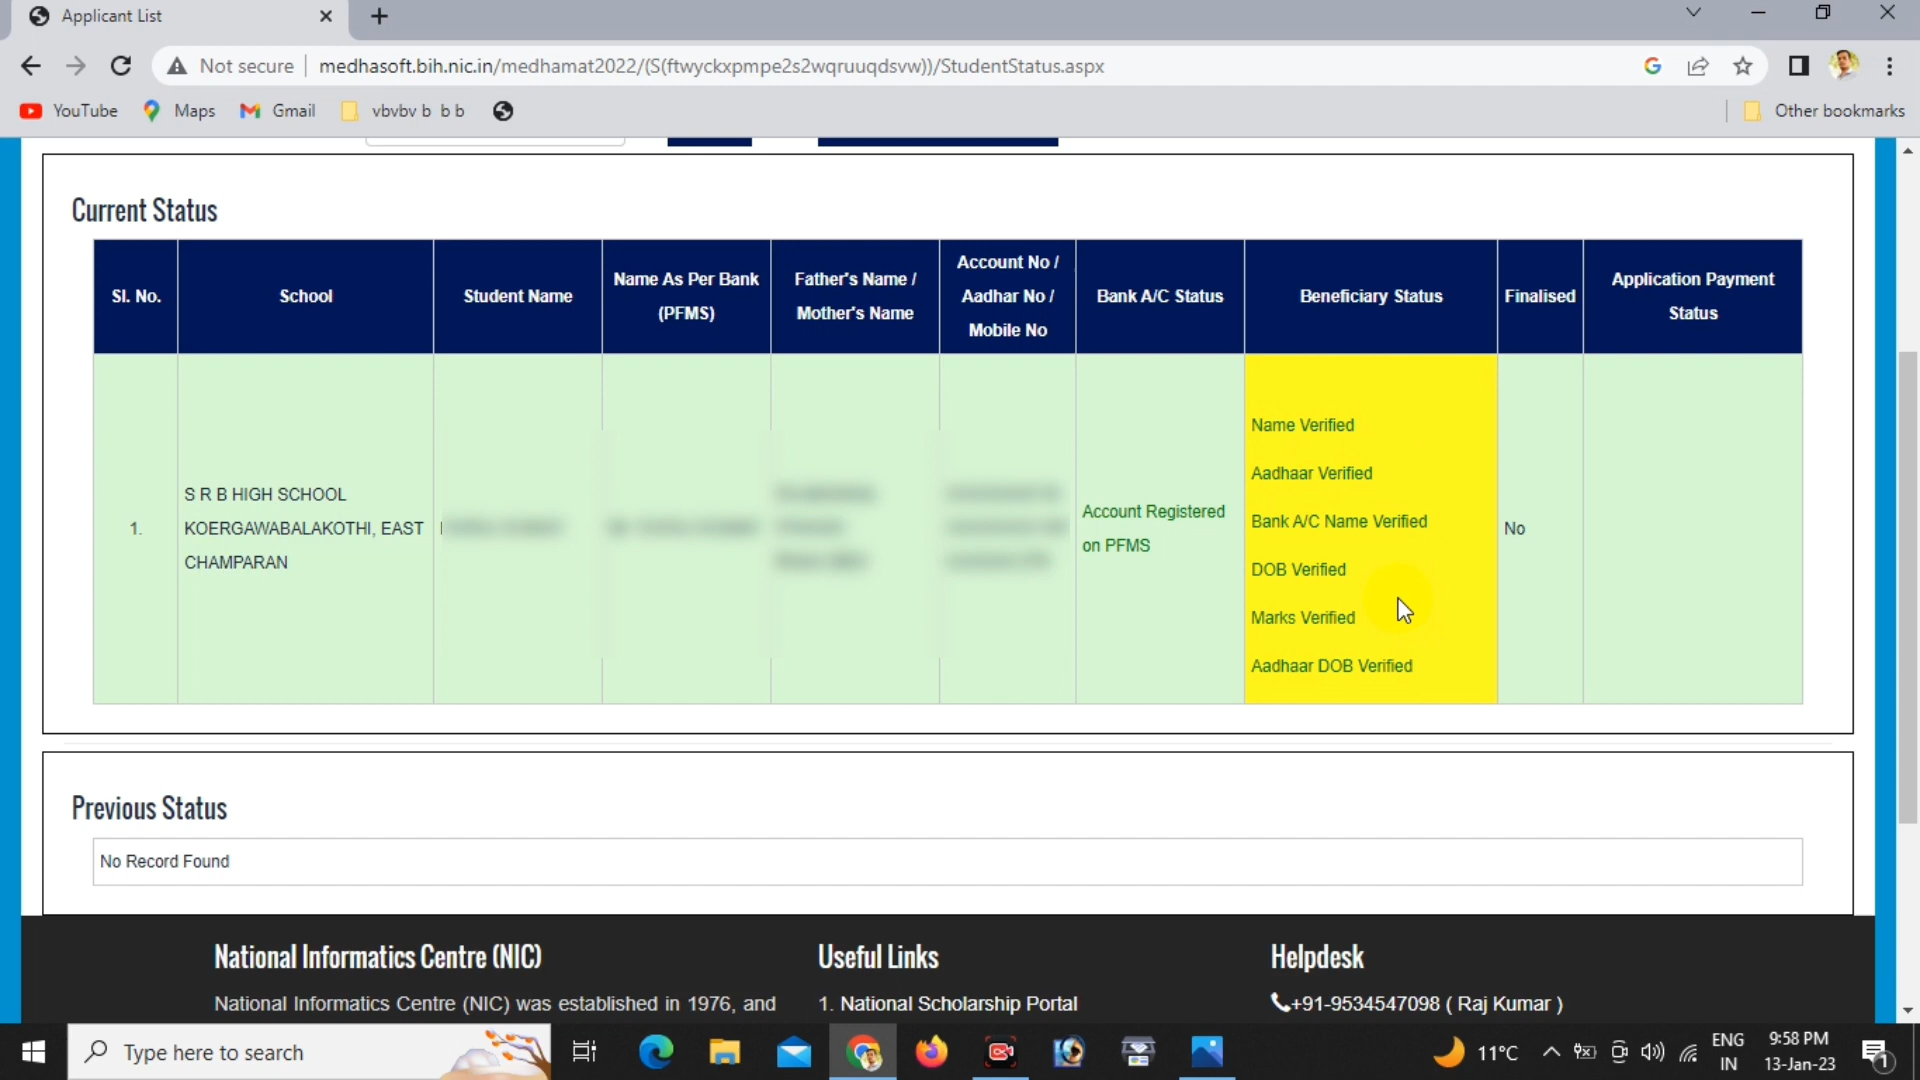 Applicant List
Not secure
medhasoft.bih.nic.in/medhamat2022/(S(ftwyckxpmpe2s2wqruuqdsvw))/StudentStatus.aspx
YouTube
Maps
Gmail
vbvbv b b b
Other bookmarks
Current Status
Sl. No.
School
Student Name
Name As Per Bank
(PFMS)
Father's Name /
Mother's Name
Account No /
Aadhar No /
Mobile No
Bank A/C Status
Beneficiary Status
Finalised
Application Payment
Status
1.
S R B HIGH SCHOOL
KOERGAWABALAKOTHI, EAST
CHAMPARAN
Account Registered
on PFMS
Name Verified
Aadhaar Verified
Bank A/C Name Verified
DOB Verified
Marks Verified
Aadhaar DOB Verified
No
Previous Status
No Record Found
National Informatics Centre (NIC)
National Informatics Centre (NIC) was established in 1976, and
Useful Links
1. National Scholarship Portal
Helpdesk
+91-9534547098 ( Raj Kumar )
Type here to search
11°C
ENG
IN
9:58 PM
13-Jan-23
1